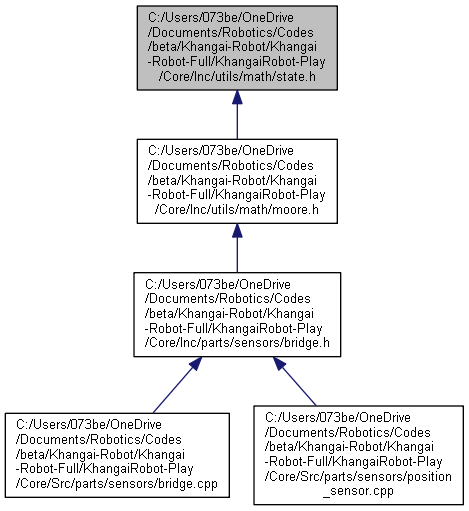 C:/Users/073be/OneDrive
/Documents/Robotics/Codes
/beta/Khangai-Robot/Khangai
-Robot-Full/KhangaiRobot-Play
/Core/Inc/utils/math/state.h
C:/Users/073be/OneDrive
/Documents/Robotics/Codes
/beta/Khangai-Robot/Khangai
-Robot-Full/KhangaiRobot-Play
/Core/Inc/utils/math/moore.h
C:/Users/073be/OneDrive
/Documents/Robotics/Codes
/beta/Khangai-Robot/Khangai
-Robot-Full/KhangaiRobot-Play
/Core/Inc/parts/sensors/bridge.h
C:/Users/073be/OneDrive
/Documents/Robotics/Codes
/beta/Khangai-Robot/Khangai
-Robot-Full/KhangaiRobot-Play
/Core/Src/parts/sensors/bridge.cpp
C:/Users/073be/OneDrive
/Documents/Robotics/Codes
/beta/Khangai-Robot/Khangai
-Robot-Full/KhangaiRobot-Play
/Core/Src/parts/sensors/position
_sensor.cpp